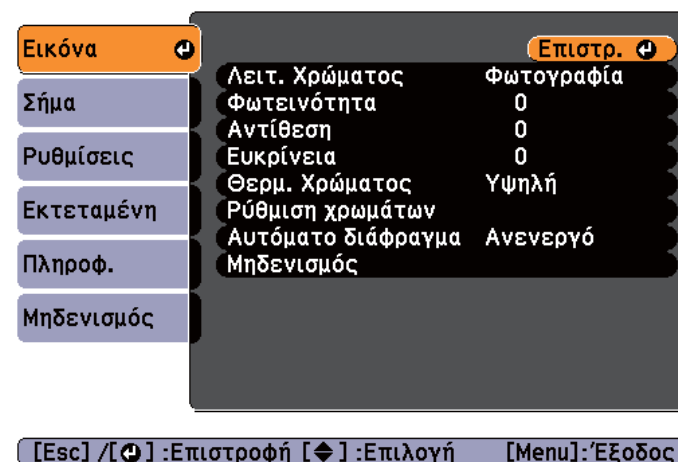 Εικόνα
Σήμα
Ρυθμίσεις
Εκτεταμένη
Πληροφ.
Μηδενισμός
Επιστρ.
Λειτ. Χρώματος Φωτογραφία
Φωτεινότητα 0
Αντίθεση 0
Ευκρίνεια 0
Θερμ. Χρώματος Υψηλή
Ρύθμιση χρωμάτων
Αυτόματο διάφραγμα Ανενεργό
Μηδενισμός
[Esc] /[⏎] :Επιστροφή [◆] :Επιλογή [Menu]:Έξοδος